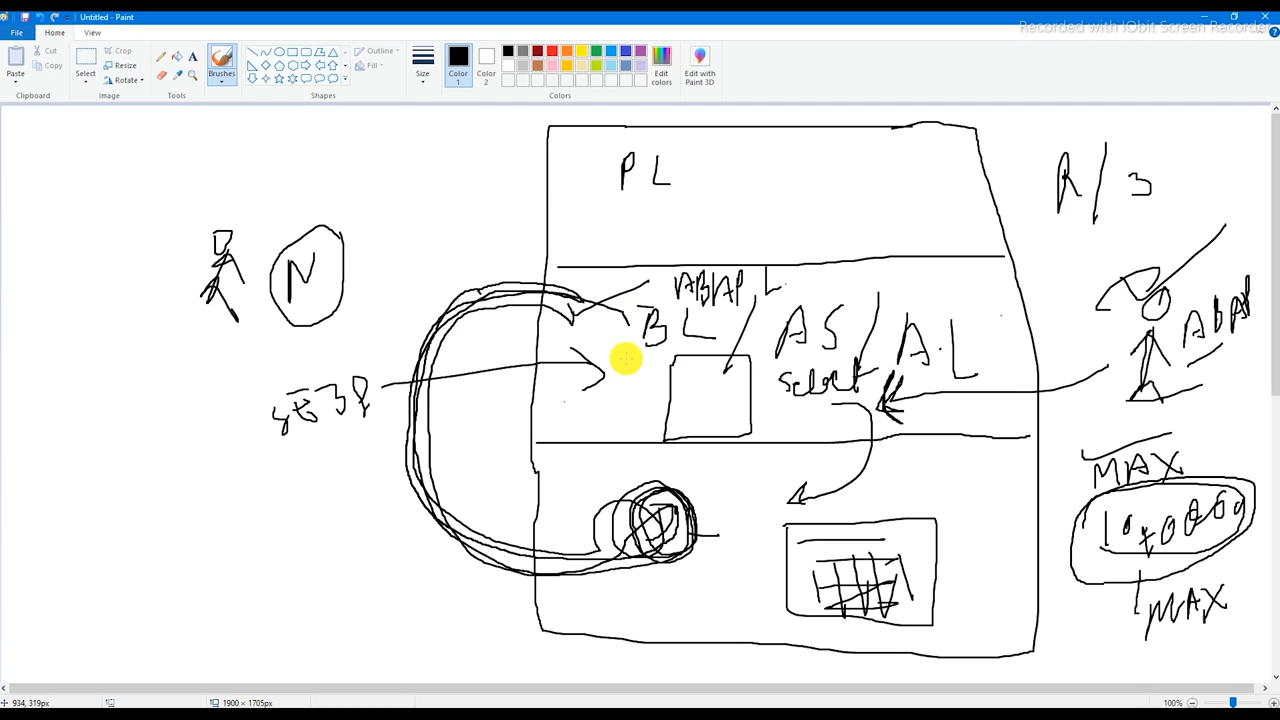 Untitled - Paint
Recorded with IObit Screen Recorder
File Home View
Paste
Cut
Copy
Clipboard
Select
Crop
Resize
Rotate
Image
Tools
Brushes
Shapes
Outline
Fill
Size
Color 1
Color 2
Colors
Edit colors
Edit with Paint 3D
PL
R/3
N
ABAP L
BL
AS / A.L
Select
ABAP
MAX
MAX
934, 319px
1900 × 1705px
100%